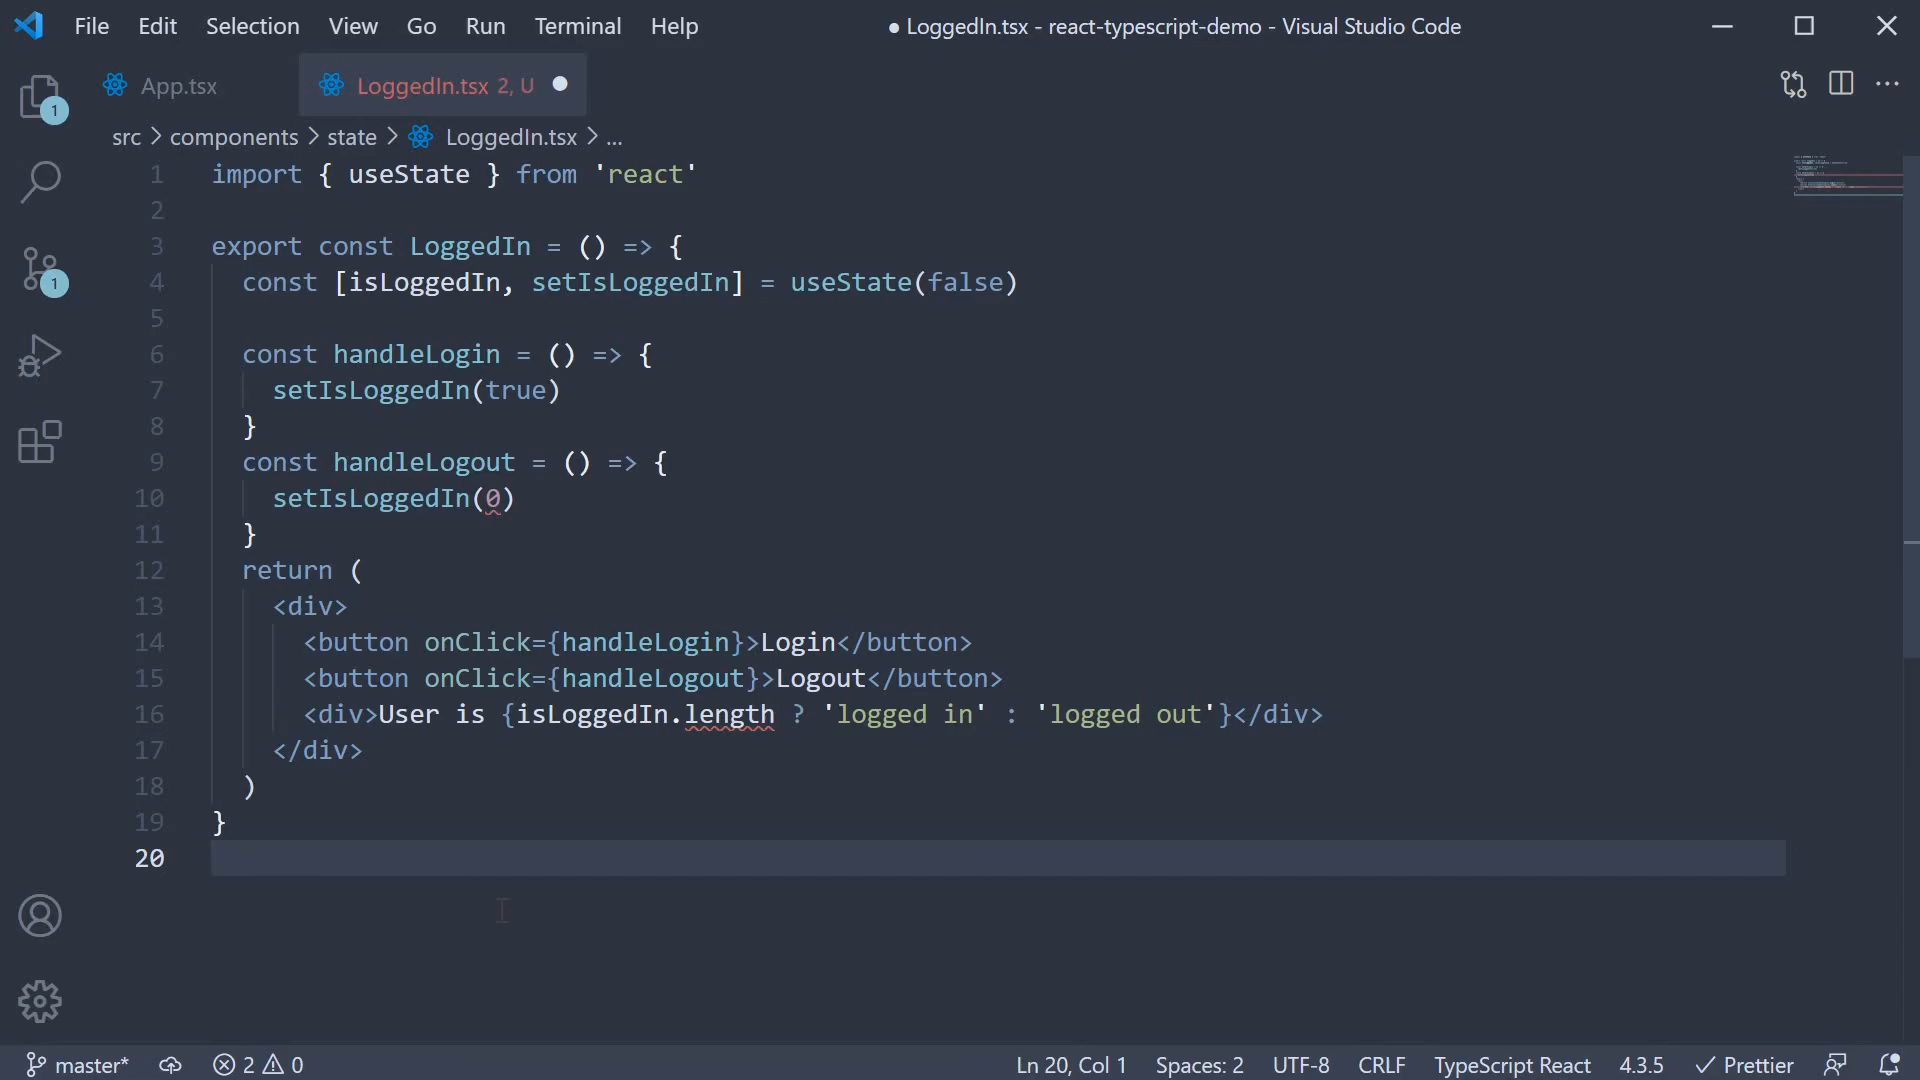 File Edit Selection View Go Run Terminal Help ● LoggedIn.tsx - react-typescript-demo - Visual Studio Code
App.tsx LoggedIn.tsx 2, U
1
src > components > state > LoggedIn.tsx > ...
1 import { useState } from 'react'
2
3 export const LoggedIn = () => {
4 const [isLoggedIn, setIsLoggedIn] = useState(false)
1
5
6 const handleLogin = () => {
7 setIsLoggedIn(true)
8 }
9 const handleLogout = () => {
10 setIsLoggedIn(0)
11 }
12 return (
13 <div>
14 <button onClick={handleLogin}>Login</button>
15 <button onClick={handleLogout}>Logout</button>
16 <div>User is {isLoggedIn.length ? 'logged in' : 'logged out'}</div>
17 </div>
18 )
19 }
20
master* 2 0 Ln 20, Col 1 Spaces: 2 UTF-8 CRLF TypeScript React 4.3.5 Prettier